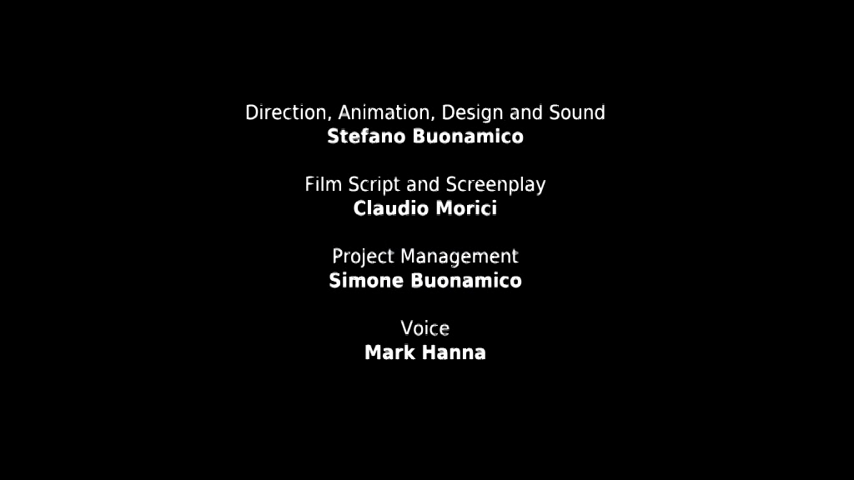 Direction, Animation, Design and Sound
Stefano Buonamico
Film Script and Screenplay
Claudio Morici
Project Management
Simone Buonamico
Voice
Mark Hanna